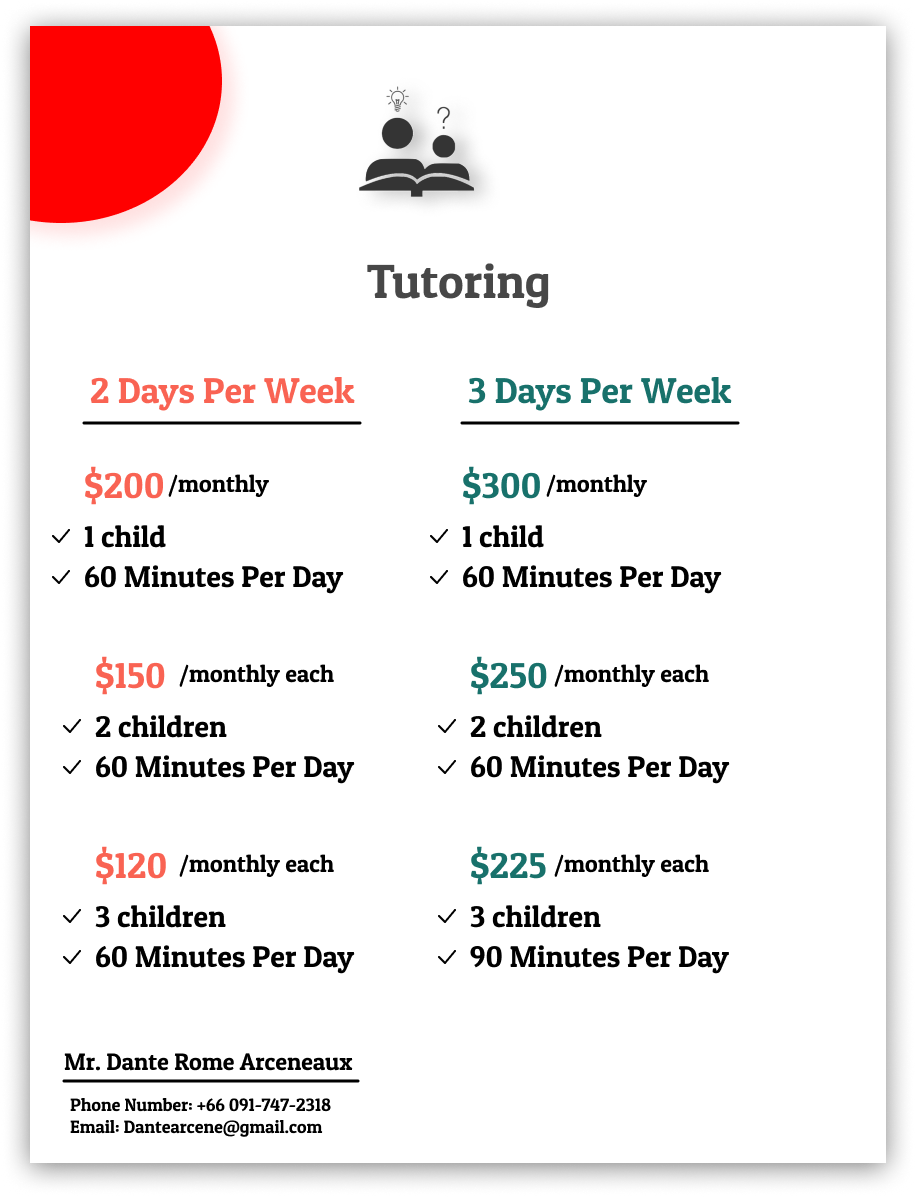 ?
Tutoring
2 Days Per Week
$200 /monthly
1 child
60 Minutes Per Day
$150 /monthly each
2 children
60 Minutes Per Day
$120 /monthly each
3 children
60 Minutes Per Day
3 Days Per Week
$300 /monthly
1 child
60 Minutes Per Day
$250 /monthly each
2 children
60 Minutes Per Day
$225 /monthly each
3 children
90 Minutes Per Day
Mr. Dante Rome Arceneaux
Phone Number: +66 091-747-2318
Email: Dantearcene@gmail.com